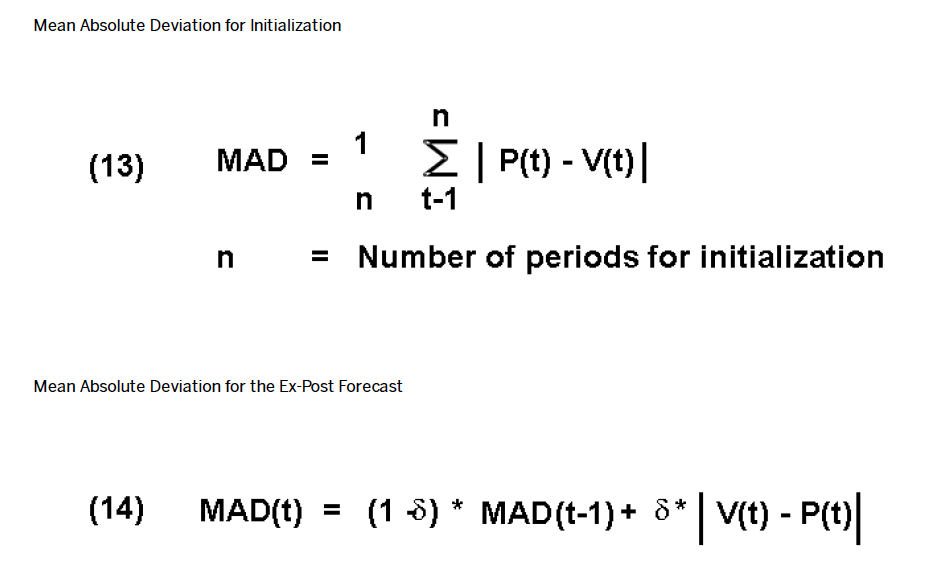 Mean Absolute Deviation for Initialization
(13) MAD = 1 n Σ | P(t) - V(t)|
n t-1
n = Number of periods for initialization
Mean Absolute Deviation for the Ex-Post Forecast
(14) MAD(t) = (1 -δ) * MAD(t-1)+ δ* | V(t) - P(t)|